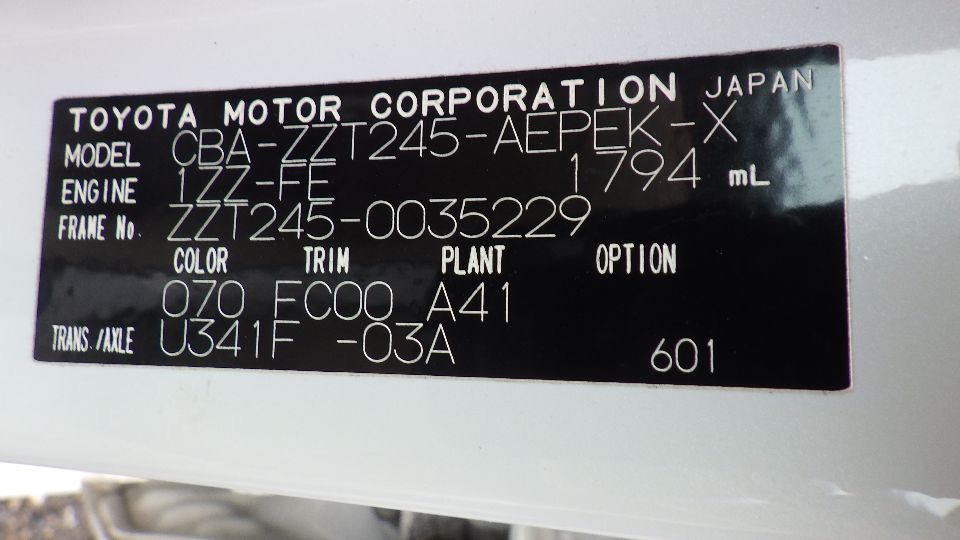 TOYOTA MOTOR CORPORATION JAPAN
MODEL CBA-ZZT245-AEPEK-X
ENGINE 1ZZ-FE 1794 mL
FRAME No. ZZT245-0035229
COLOR TRIM PLANT OPTION
070 FC00 A41
TRANS./AXLE U341F -03A 601